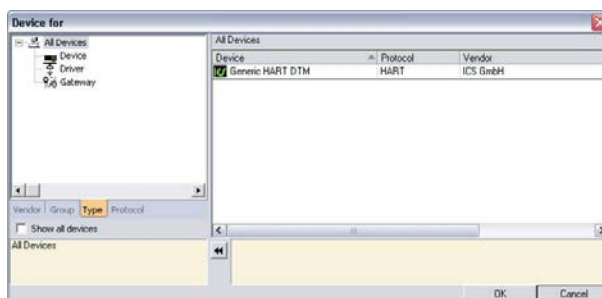 Device for
All Devices
Device
Driver
Gateway
Vendor Group Type Protocol
Show all devices
All Devices
All Devices
Device Protocol Vendor
Generic HART DTM HART ICS GmbH
OK Cancel